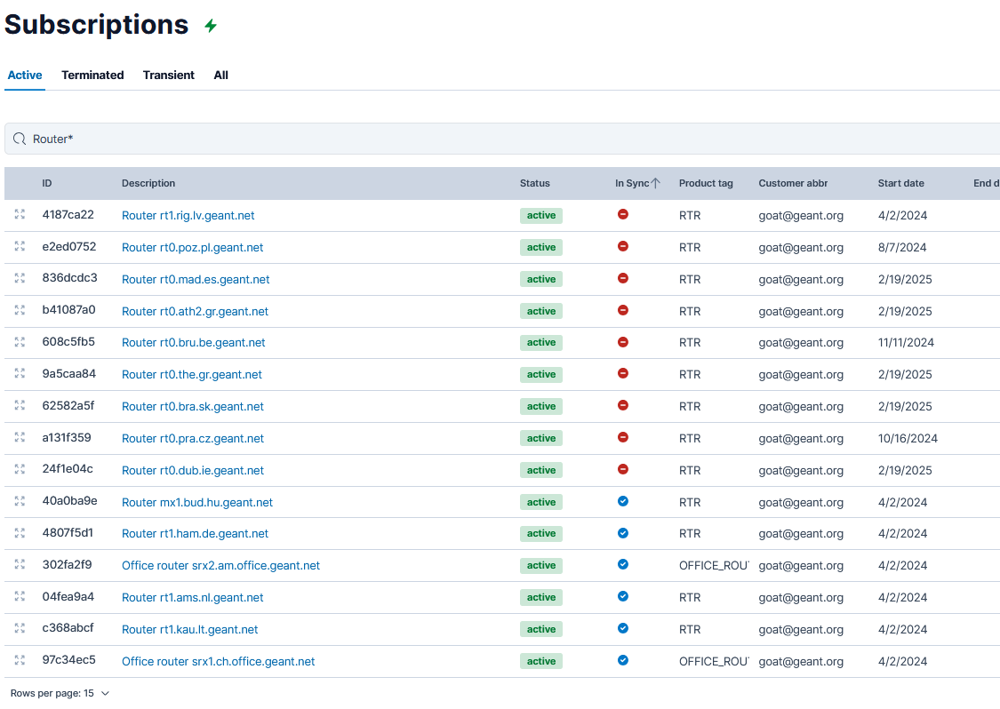 Subscriptions
Active Terminated Transient All
Router*
ID Description Status In Sync Product tag Customer abbr Start date End d
4187ca22 Router rt1.rig.lv.geant.net active RTR goat@geant.org 4/2/2024
e2ed0752 Router rt0.poz.pl.geant.net active RTR goat@geant.org 8/7/2024
836dcdc3 Router rt0.mad.es.geant.net active RTR goat@geant.org 2/19/2025
b41087a0 Router rt0.ath2.gr.geant.net active RTR goat@geant.org 2/19/2025
608c5fb5 Router rt0.bru.be.geant.net active RTR goat@geant.org 11/11/2024
9a5caa84 Router rt0.the.gr.geant.net active RTR goat@geant.org 2/19/2025
62582a5f Router rt0.bra.sk.geant.net active RTR goat@geant.org 2/19/2025
a131f359 Router rt0.pra.cz.geant.net active RTR goat@geant.org 10/16/2024
24f1e04c Router rt0.dub.ie.geant.net active RTR goat@geant.org 2/19/2025
40a0ba9e Router mx1.bud.hu.geant.net active RTR goat@geant.org 4/2/2024
4807f5d1 Router rt1.ham.de.geant.net active RTR goat@geant.org 4/2/2024
302fa2f9 Office router srx2.am.office.geant.net active OFFICE_ROU goat@geant.org 4/2/2024
04fea9a4 Router rt1.ams.nl.geant.net active RTR goat@geant.org 4/2/2024
c368abcf Router rt1.kau.lt.geant.net active RTR goat@geant.org 4/2/2024
97c34ec5 Office router srx1.ch.office.geant.net active OFFICE_ROU goat@geant.org 4/2/2024
Rows per page: 15